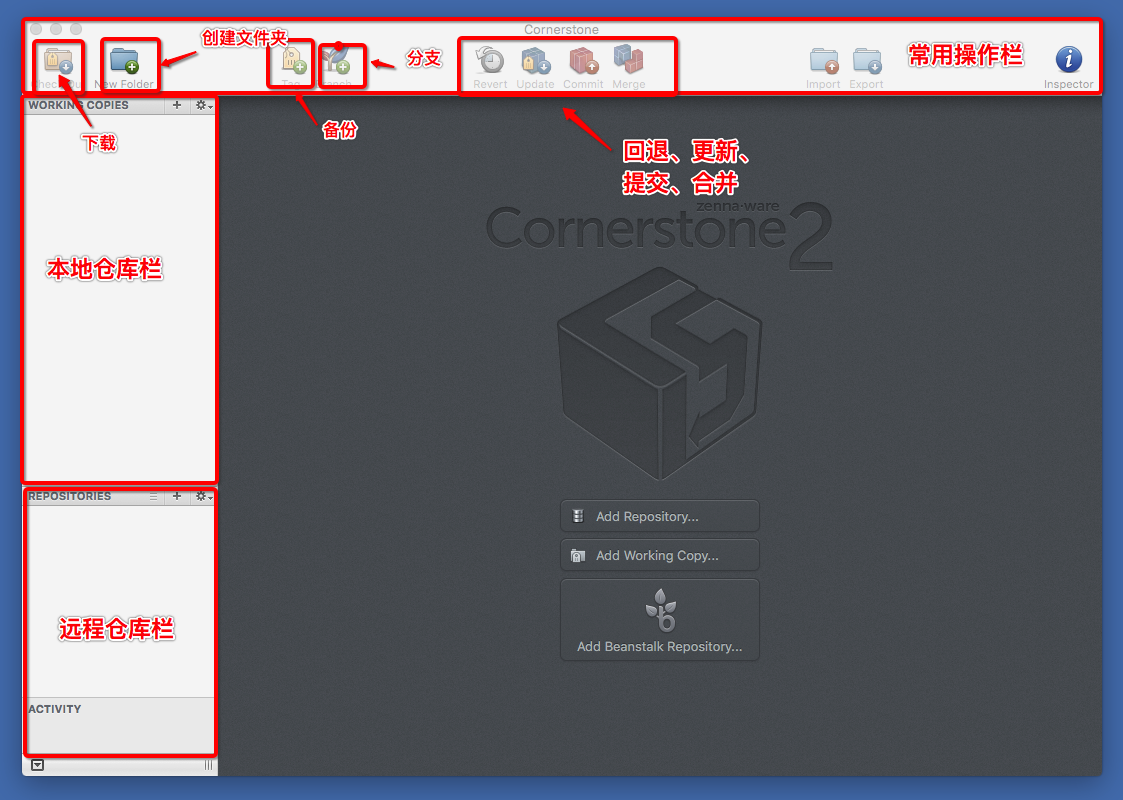 Cornerstone
创建文件夹
分支
常用操作栏
Check Out
New Folder
Tag
Branch
Revert
Update
Commit
Merge
Import
Export
Inspector
WORKING COPIES
下载
备份
回退、更新、
提交、合并
zenna·ware
Cornerstone 2
本地仓库栏
REPOSITORIES
Add Repository...
Add Working Copy...
远程仓库栏
Add Beanstalk Repository...
ACTIVITY